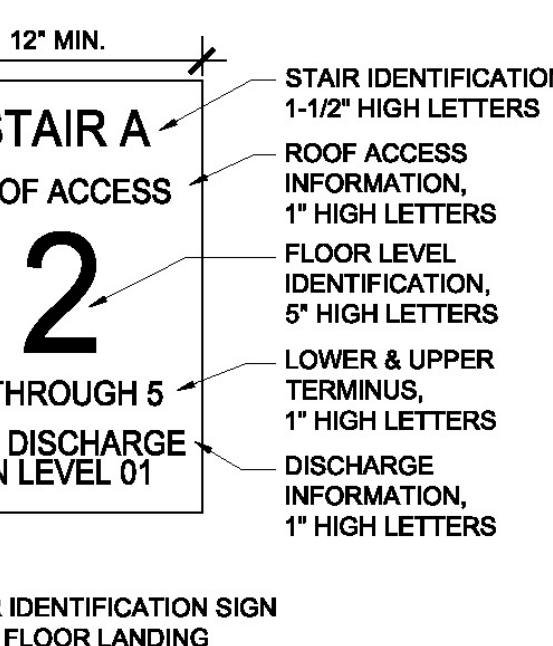 12" MIN.
STAIR A
OF ACCESS
2
THROUGH 5
DISCHARGE
LEVEL 01
STAIR IDENTIFICATION
1-1/2" HIGH LETTERS
ROOF ACCESS
INFORMATION,
1" HIGH LETTERS
FLOOR LEVEL
IDENTIFICATION,
5" HIGH LETTERS
LOWER & UPPER
TERMINUS,
1" HIGH LETTERS
DISCHARGE
INFORMATION,
1" HIGH LETTERS
IDENTIFICATION SIGN
FLOOR LANDING